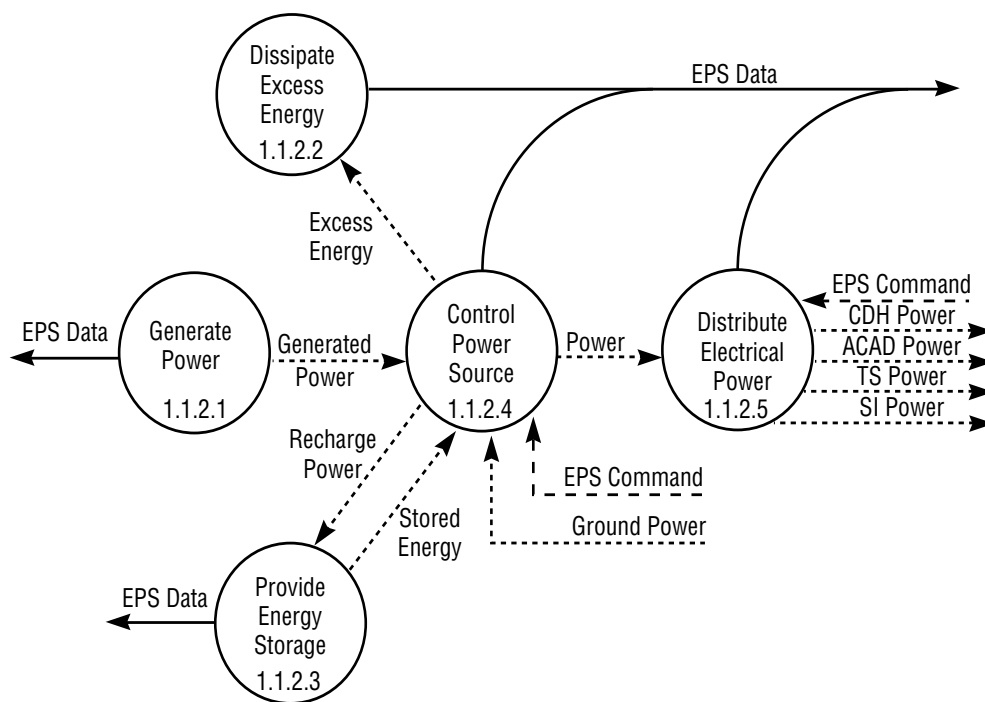 Dissipate
Excess
Energy
1.1.2.2
EPS Data
Excess
Energy
EPS Data
Generate
Power
1.1.2.1
Generated
Power
Control
Power
Source
1.1.2.4
Power
Distribute
Electrical
Power
1.1.2.5
EPS Command
CDH Power
ACAD Power
TS Power
SI Power
Recharge
Power
Stored
Energy
EPS Command
Ground Power
EPS Data
Provide
Energy
Storage
1.1.2.3